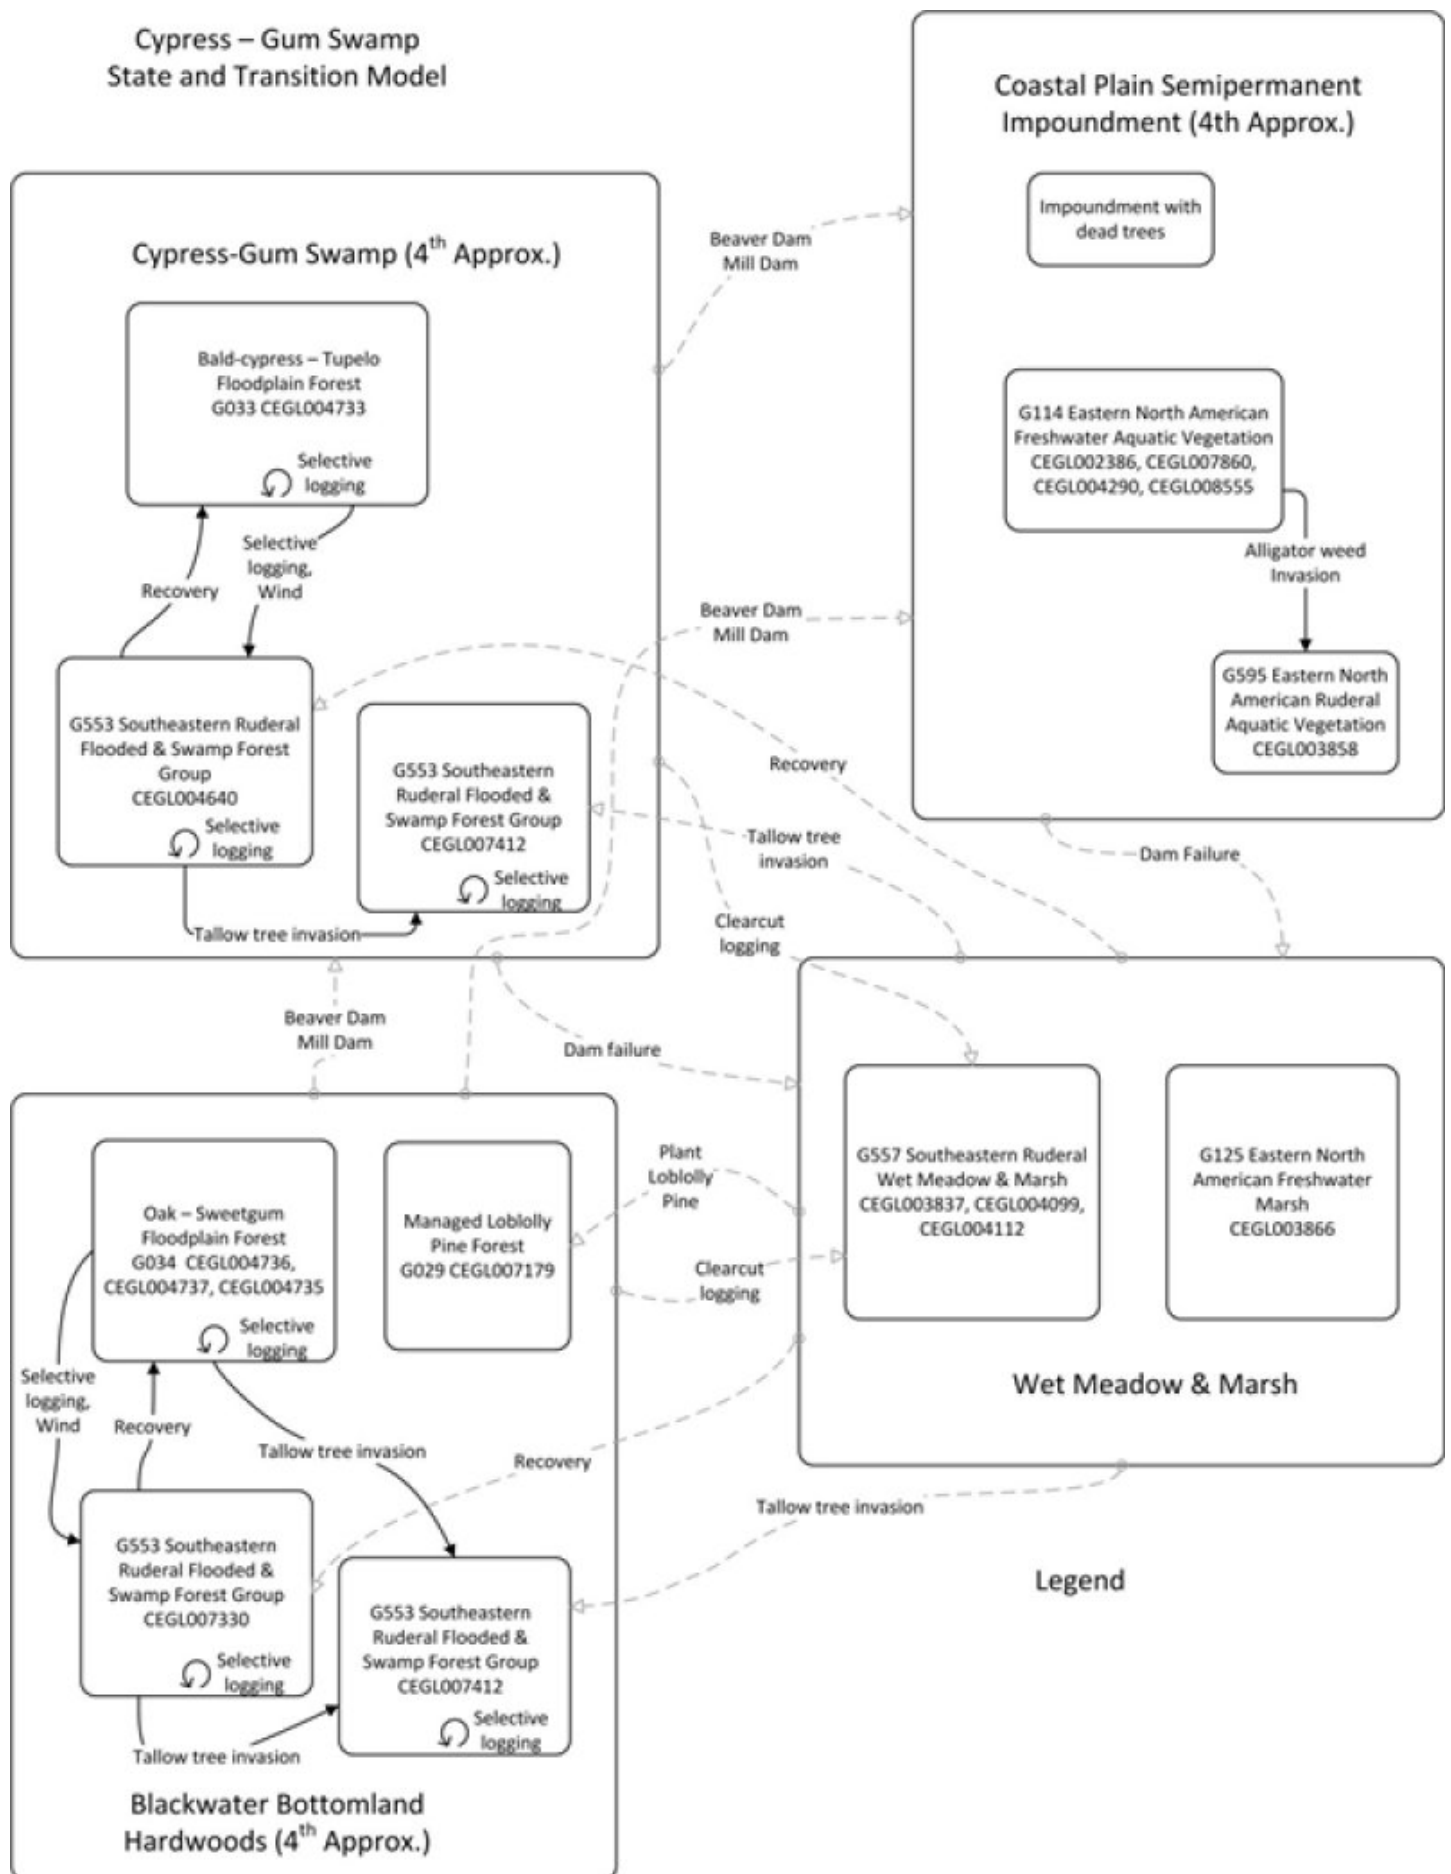 Cypress – Gum Swamp
State and Transition Model
Coastal Plain Semipermanent
Impoundment (4th Approx.)
Impoundment with
dead trees
Beaver Dam
Mill Dam
Cypress-Gum Swamp (4th Approx.)
Bald-cypress – Tupelo
Floodplain Forest
G033 CEGL004733
Selective
logging
G114 Eastern North American
Freshwater Aquatic Vegetation
CEGL002386, CEGL007860,
CEGL004290, CEGL008555
Selective
logging,
Wind
Recovery
Alligator weed
Invasion
Beaver Dam
Mill Dam
G595 Eastern North
American Ruderal
Aquatic Vegetation
CEGL003858
G553 Southeastern Ruderal
Flooded & Swamp Forest
Group
CEGL004640
Selective
logging
G553 Southeastern
Ruderal Flooded &
Swamp Forest Group
CEGL007412
Selective
logging
Recovery
Tallow tree
invasion
Dam Failure
Tallow tree invasion
Clearcut
logging
Beaver Dam
Mill Dam
Dam failure
Oak – Sweetgum
Floodplain Forest
G034 CEGL004736,
CEGL004737, CEGL004735
Selective
logging
Managed Loblolly
Pine Forest
G029 CEGL007179
Plant
Loblolly
Pine
Clearcut
logging
G557 Southeastern Ruderal
Wet Meadow & Marsh
CEGL003837, CEGL004099,
CEGL004112
G125 Eastern North
American Freshwater
Marsh
CEGL003866
Wet Meadow & Marsh
Selective
logging,
Wind
Recovery
Tallow tree invasion
Recovery
Tallow tree invasion
G553 Southeastern
Ruderal Flooded &
Swamp Forest Group
CEGL007330
Selective
logging
G553 Southeastern
Ruderal Flooded &
Swamp Forest Group
CEGL007412
Selective
logging
Legend
Tallow tree invasion
Blackwater Bottomland
Hardwoods (4th Approx.)